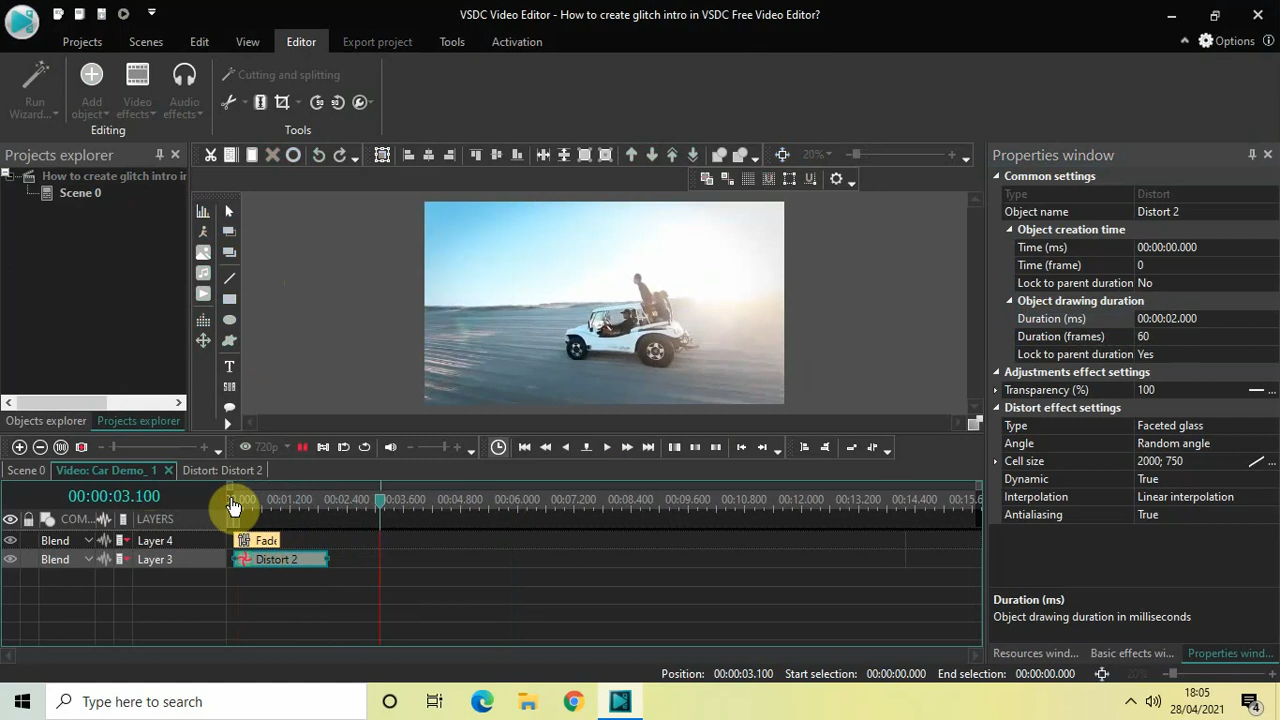 VSDC Video Editor - How to create glitch intro in VSDC Free Video Editor?
Projects Scenes Edit View Editor Export project Tools Activation Options
Run Wizard... Add object Video effects Audio effects Cutting and splitting
Editing Tools
Projects explorer
How to create glitch intro in
Scene 0
Objects explorer Projects explorer
20%
720p
Scene 0 Video: Car Demo_ 1 Distort: Distort 2
00:00:03.100
00:01.200 00:02.400 00:03.600 00:04.800 00:06.000 00:07.200 00:08.400 00:09.600 00:10.800 00:12.000 00:13.200 00:14.400
COM... LAYERS
Blend Layer 4 Fade
Blend Layer 3 Distort 2
Properties window
Common settings
Type Distort
Object name Distort 2
Object creation time
Time (ms) 00:00:00.000
Time (frame) 0
Lock to parent duration No
Object drawing duration
Duration (ms) 00:00:02.000
Duration (frames) 60
Lock to parent duration Yes
Adjustments effect settings
Transparency (%) 100 ...
Distort effect settings
Type Faceted glass
Angle Random angle
Cell size 2000; 750 ...
Dynamic True
Interpolation Linear interpolation
Antialiasing True
Duration (ms)
Object drawing duration in milliseconds
Resources wind... Basic effects wi... Properties wind...
Position: 00:00:03.100 Start selection: 00:00:00.000 End selection: 00:00:00.000
Type here to search
18:05
28/04/2021
4